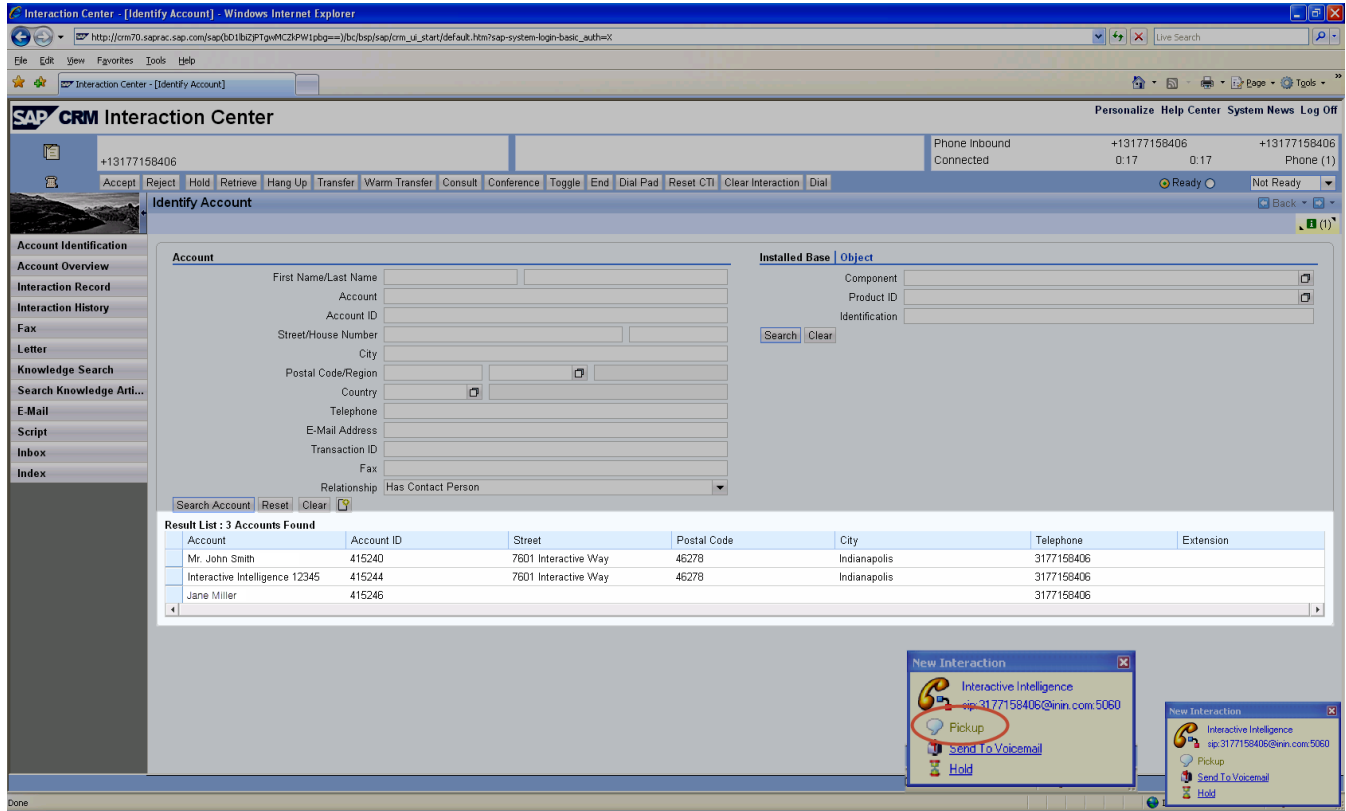 Interaction Center - [Identify Account] - Windows Internet Explorer
http://crm70.saprac.sap.com/sap(bD1lbiZjPTgwMCZkPW1pbg==)/bc/bsp/sap/crm_ui_start/default.htm?sap-system-login-basic_auth=X
Live Search
File Edit View Favorites Tools Help
Interaction Center - [Identify Account]
Page Tools
SAP CRM Interaction Center
Personalize Help Center System News Log Off
Phone Inbound +13177158406 +13177158406
+13177158406 Connected 0:17 0:17 Phone (1)
Accept Reject Hold Retrieve Hang Up Transfer Warm Transfer Consult Conference Toggle End Dial Pad Reset CTI Clear Interaction Dial Ready Not Ready
Identify Account Back
(1)
Account Identification
Account Overview
Interaction Record
Interaction History
Fax
Letter
Knowledge Search
Search Knowledge Arti...
E-Mail
Script
Inbox
Index
Account
First Name/Last Name
Account
Account ID
Street/House Number
City
Postal Code/Region
Country
Telephone
E-Mail Address
Transaction ID
Fax
Relationship Has Contact Person
Search Account Reset Clear
Installed Base Object
Component
Product ID
Identification
Search Clear
Result List : 3 Accounts Found
Account Account ID Street Postal Code City Telephone Extension
Mr. John Smith 415240 7601 Interactive Way 46278 Indianapolis 3177158406
Interactive Intelligence 12345 415244 7601 Interactive Way 46278 Indianapolis 3177158406
Jane Miller 415246 3177158406
New Interaction
Interactive Intelligence
sip:3177158406@inin.com:5060
Pickup
Send To Voicemail
Hold
New Interaction
Interactive Intelligence
sip:3177158406@inin.com:5060
Pickup
Send To Voicemail
Hold
Done